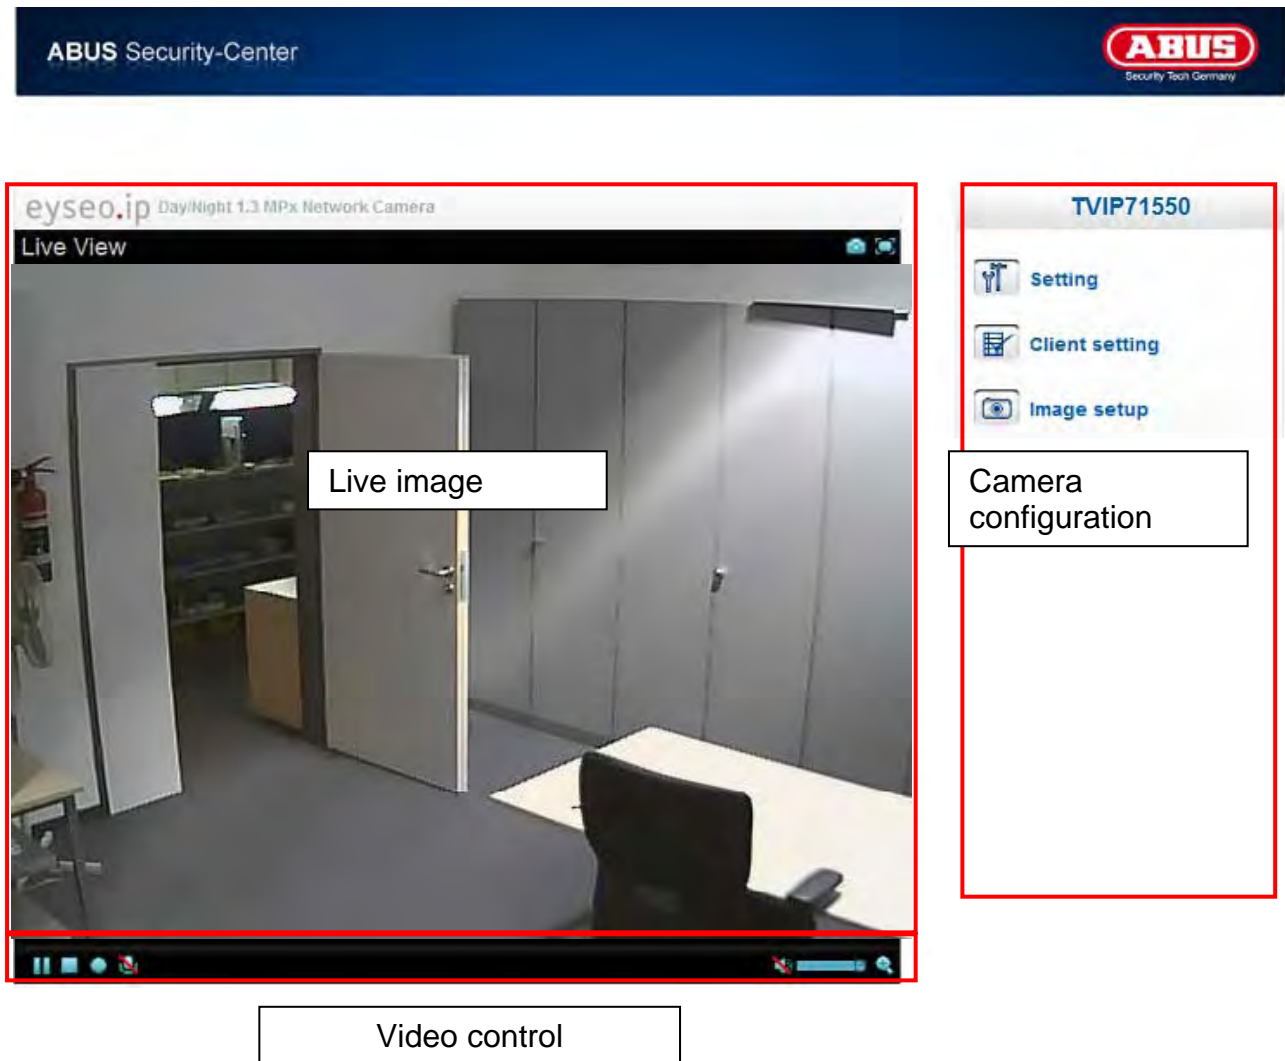 ABUS Security-Center
ABUS
Security Tech Germany
eyseo.ip Day/Night 1.3 MPx Network Camera
Live View
TVIP71550
Setting
Client setting
Image setup
Live image
Camera
configuration
Video control